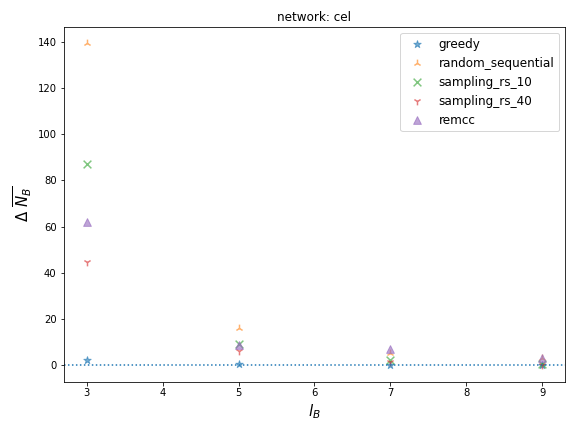 network: cel
greedy
random_sequential
sampling_rs_10
sampling_rs_40
remcc
Δ N̅_B
140
120
100
80
60
40
20
0
3 4 5 6 7 8 9
l_B